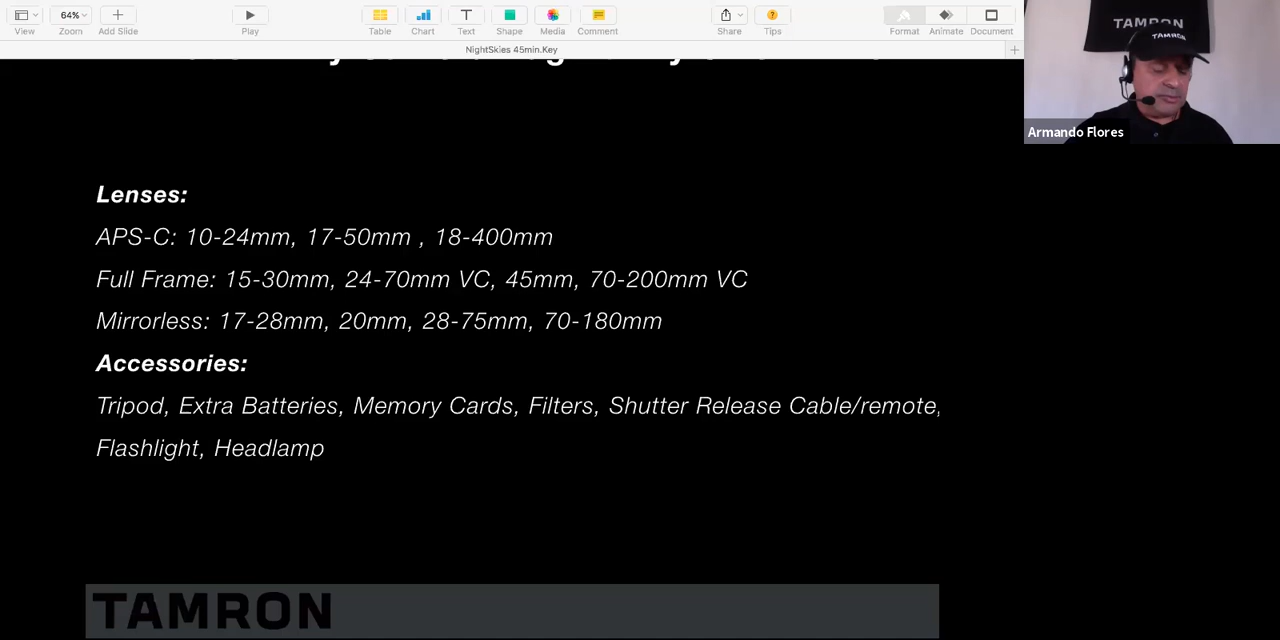 64%
View Zoom Add Slide Play Table Chart Text Shape Media Comment Share Tips Format Animate Document
NightSkies 45min.Key
TAMRON
TAMRON
Armando Flores
Lenses:
APS-C: 10-24mm, 17-50mm , 18-400mm
Full Frame: 15-30mm, 24-70mm VC, 45mm, 70-200mm VC
Mirrorless: 17-28mm, 20mm, 28-75mm, 70-180mm
Accessories:
Tripod, Extra Batteries, Memory Cards, Filters, Shutter Release Cable/remote,
Flashlight, Headlamp
TAMRON